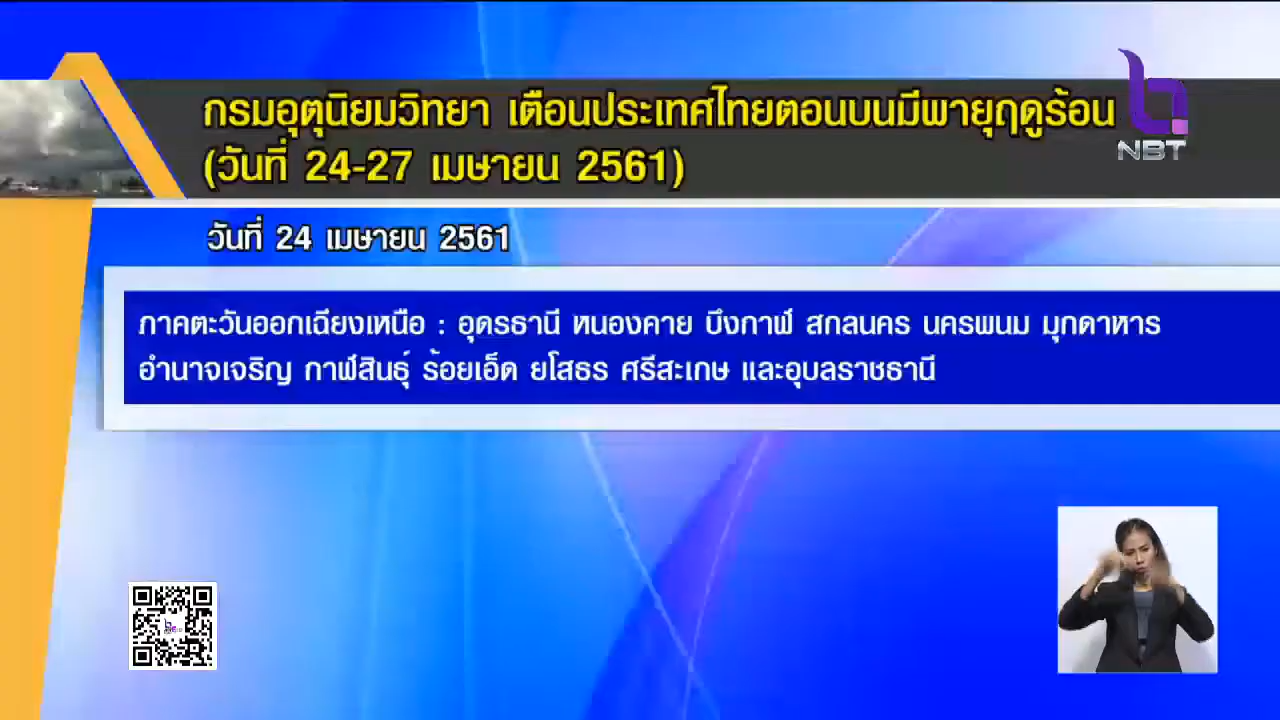 กรมอุตุนิยมวิทยา เตือนประเทศไทยตอนบนมีพายุฤดูร้อน
(วันที่ 24-27 เมษายน 2561)
NBT
วันที่ 24 เมษายน 2561
ภาคตะวันออกเฉียงเหนือ : อุดรธานี หนองคาย บึงกาฬ สกลนคร นครพนม มุกดาหาร
อำนาจเจริญ กาฬสินธุ์ ร้อยเอ็ด ยโสธร ศรีสะเกษ และอุบลราชธานี